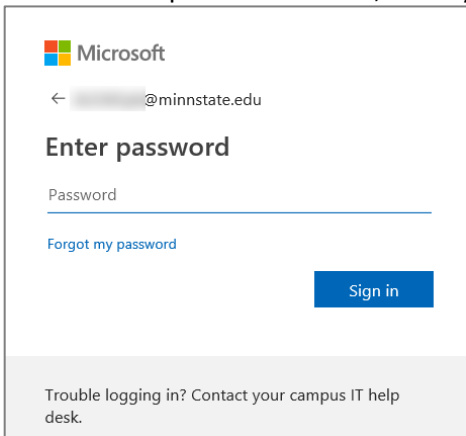 Microsoft
← @minnstate.edu
Enter password
Password
Forgot my password
Sign in
Trouble logging in? Contact your campus IT help
desk.